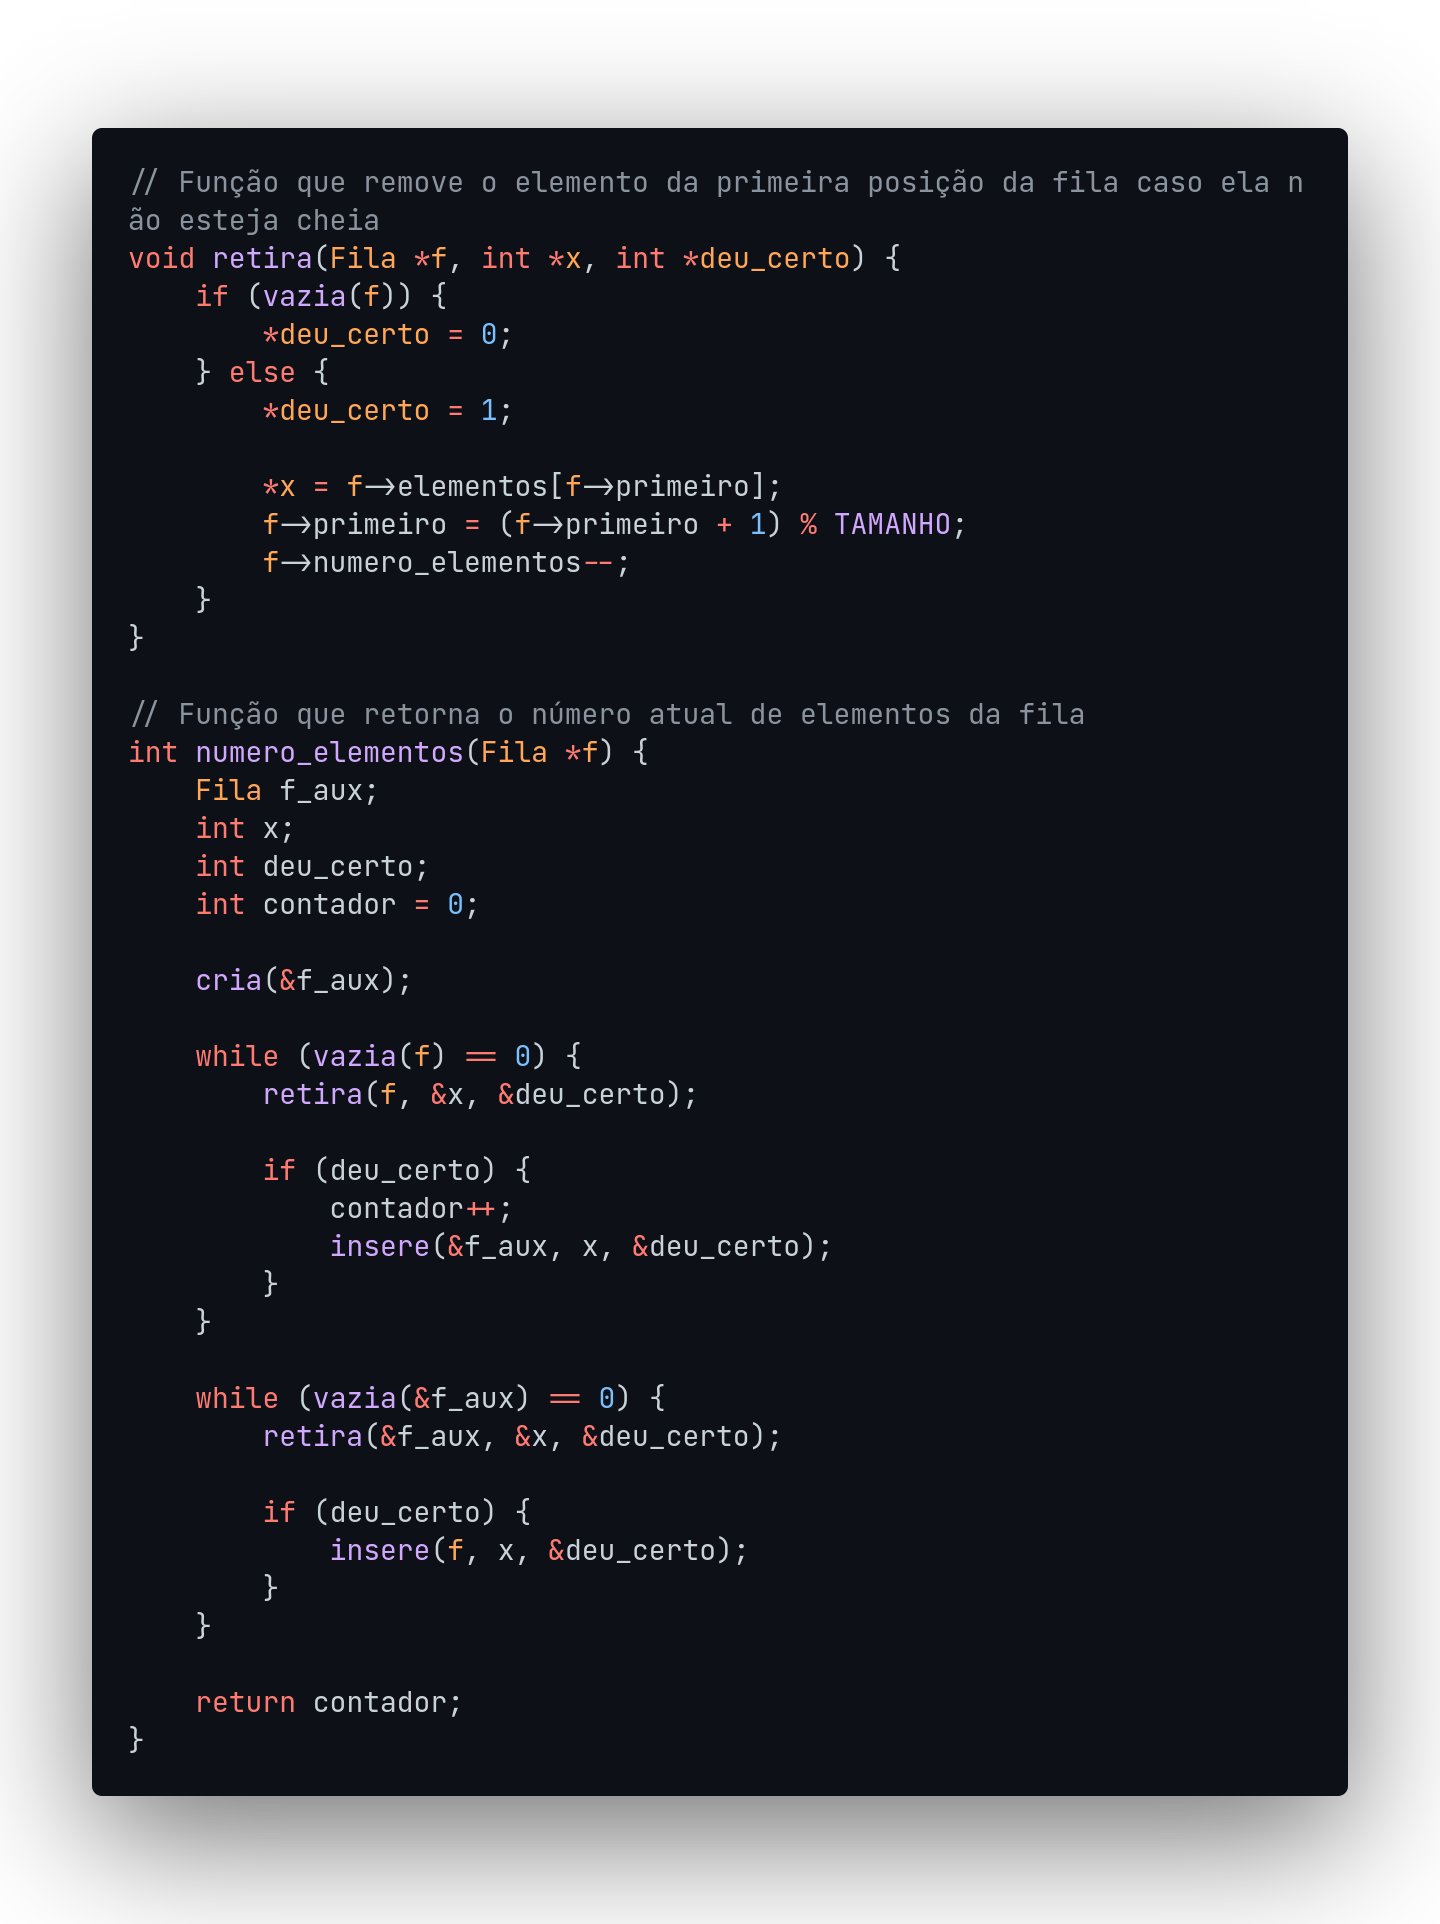 // Função que remove o elemento da primeira posição da fila caso ela n
ão esteja cheia
void retira(Fila *f, int *x, int *deu_certo) {
    if (vazia(f)) {
        *deu_certo = 0;
    } else {
        *deu_certo = 1;

        *x = f->elementos[f->primeiro];
        f->primeiro = (f->primeiro + 1) % TAMANHO;
        f->numero_elementos--;
    }
}

// Função que retorna o número atual de elementos da fila
int numero_elementos(Fila *f) {
    Fila f_aux;
    int x;
    int deu_certo;
    int contador = 0;

    cria(&f_aux);

    while (vazia(f) == 0) {
        retira(f, &x, &deu_certo);

        if (deu_certo) {
            contador++;
            insere(&f_aux, x, &deu_certo);
        }
    }

    while (vazia(&f_aux) == 0) {
        retira(&f_aux, &x, &deu_certo);

        if (deu_certo) {
            insere(f, x, &deu_certo);
        }
    }

    return contador;
}